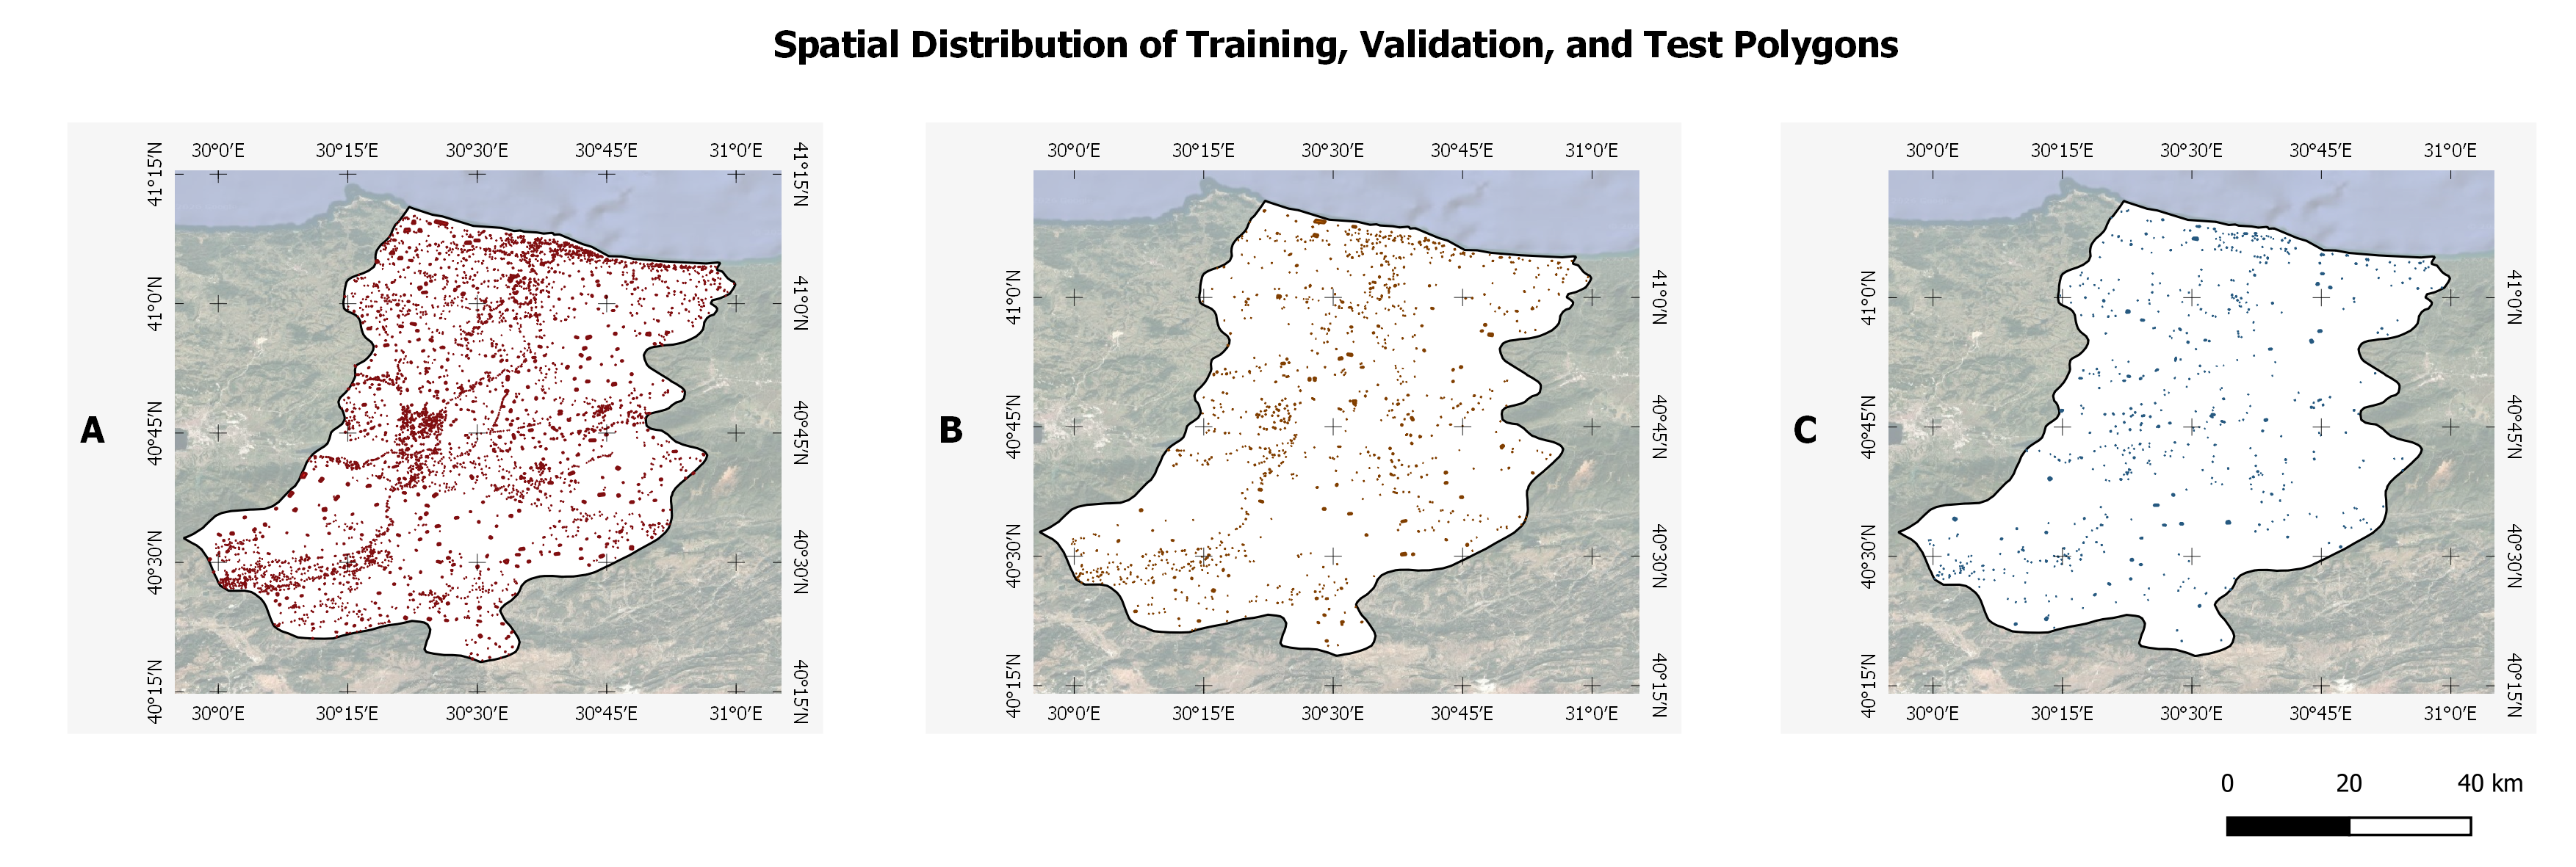 Spatial Distribution of Training, Validation, and Test Polygons
A
30°0′E 30°15′E 30°30′E 30°45′E 31°0′E
41°15′N 41°0′N 40°45′N 40°30′N 40°15′N
41°15′N 41°0′N 40°45′N 40°30′N 40°15′N
30°0′E 30°15′E 30°30′E 30°45′E 31°0′E
B
30°0′E 30°15′E 30°30′E 30°45′E 31°0′E
41°0′N 40°45′N 40°30′N 40°15′N
41°0′N 40°45′N 40°30′N 40°15′N
30°0′E 30°15′E 30°30′E 30°45′E 31°0′E
C
30°0′E 30°15′E 30°30′E 30°45′E 31°0′E
41°0′N 40°45′N 40°30′N 40°15′N
41°0′N 40°45′N 40°30′N 40°15′N
30°0′E 30°15′E 30°30′E 30°45′E 31°0′E
0 20 40 km